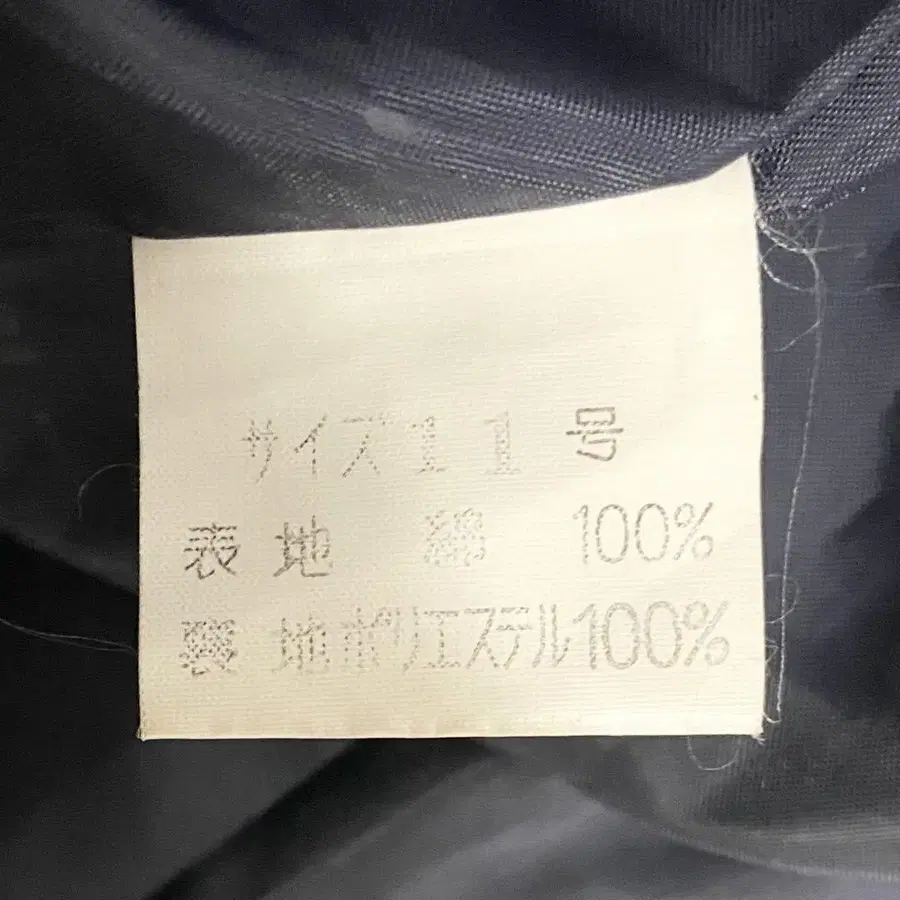 サイズ11号
表地 綿 100%
裏地 ポリエステル100%